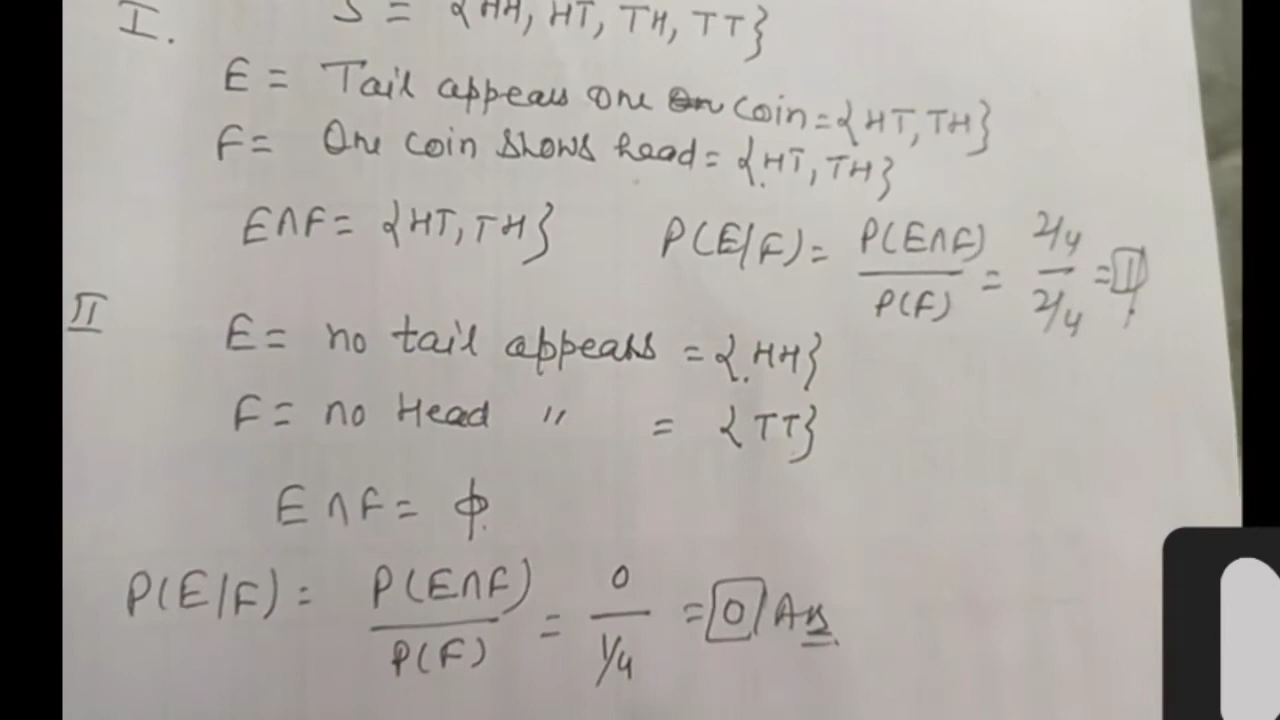 I. S = {HH, HT, TH, TT}
E = Tail appears one coin = {HT, TH}
F = One coin shows head = {HT, TH}
E∩F = {HT, TH} P(E/F) = P(E∩F)/P(F) = 2/4 / 2/4 = 1
II E = no tail appears = {HH}
F = no Head " = {TT}
E∩F = ϕ
P(E/F) = P(E∩F)/P(F) = 0 / 1/4 = 0 Ans.